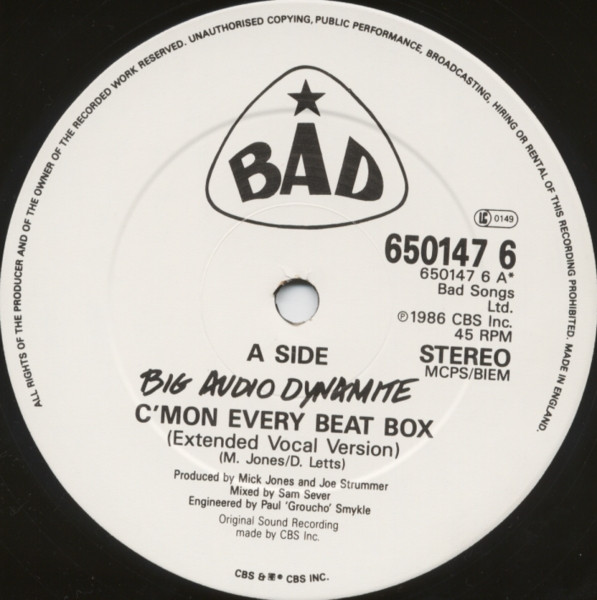 ALL RIGHTS OF THE PRODUCER AND OF THE OWNER OF THE RECORDED WORK RESERVED. UNAUTHORISED COPYING, PUBLIC PERFORMANCE, BROADCASTING, HIRING OR RENTAL OF THIS RECORDING PROHIBITED. MADE IN ENGLAND.
BAD
LC 0149
650147 6
650147 6 A*
Bad Songs
Ltd.
℗1986 CBS Inc.
45 RPM
A SIDE
STEREO
MCPS/BIEM
BIG AUDIO DYNAMITE
C'MON EVERY BEAT BOX
(Extended Vocal Version)
(M. Jones/D. Letts)
Produced by Mick Jones and Joe Strummer
Mixed by Sam Sever
Engineered by Paul 'Groucho' Smykle
Original Sound Recording
made by CBS Inc.
CBS & ® CBS INC.